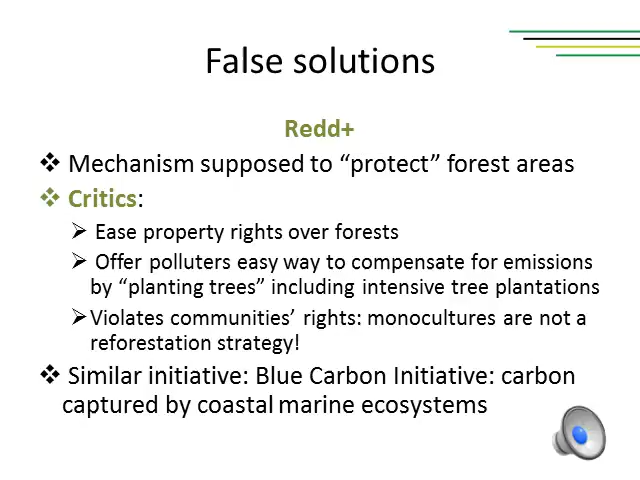 False solutions
Redd+
❖ Mechanism supposed to “protect” forest areas
❖ Critics:
➢ Ease property rights over forests
➢ Offer polluters easy way to compensate for emissions
by “planting trees” including intensive tree plantations
➢ Violates communities’ rights: monocultures are not a
reforestation strategy!
❖ Similar initiative: Blue Carbon Initiative: carbon
captured by coastal marine ecosystems